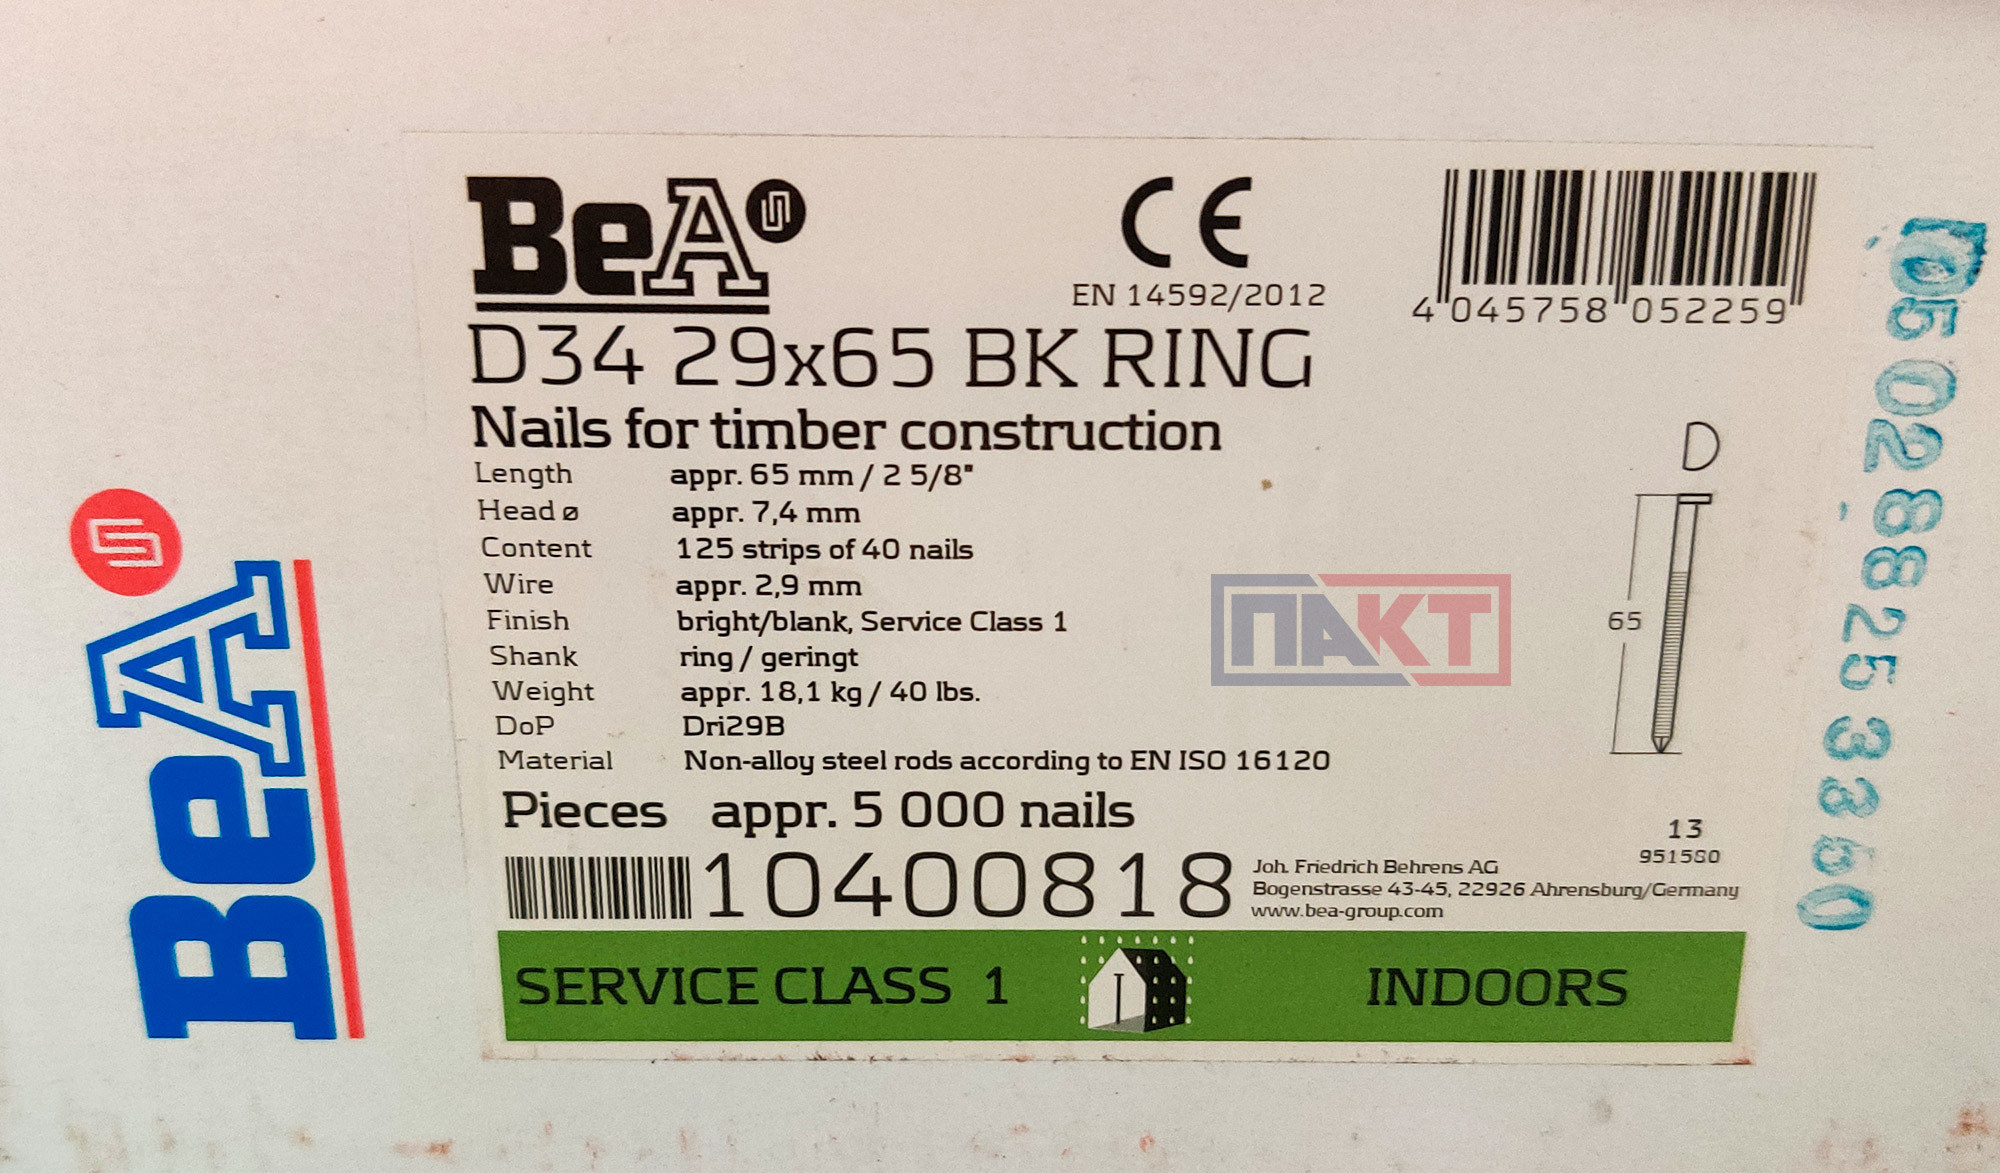 BeA
CE
EN 14592/2012
4 045758 052259
D34 29x65 BK RING
Nails for timber construction
Length appr. 65 mm / 2 5/8"
Head ø appr. 7,4 mm
Content 125 strips of 40 nails
Wire appr. 2,9 mm
Finish bright/blank, Service Class 1
Shank ring / geringt
Weight appr. 18,1 kg / 40 lbs.
DoP Dri29B
Material Non-alloy steel rods according to EN ISO 16120
Pieces appr. 5 000 nails
10400818
Joh. Friedrich Behrens AG
Bogenstrasse 43-45, 22926 Ahrensburg/Germany
www.bea-group.com
D
65
13
SERVICE CLASS 1
INDOORS
BeA
ПАКТ